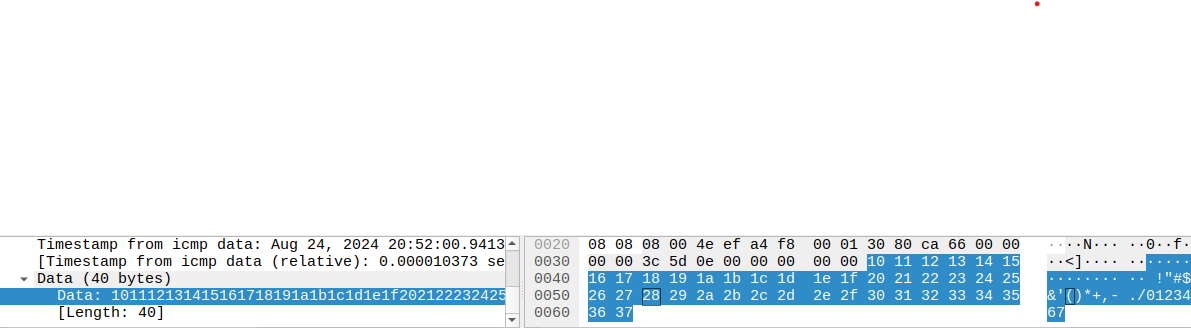 Timestamp from icmp data: Aug 24, 2024 20:52:00.9413
[Timestamp from icmp data (relative): 0.000010373 se
Data (40 bytes)
Data: 101112131415161718191a1b1c1d1e1f202122232425
[Length: 40]
0020 08 08 08 00 4e ef a4 f8 00 01 30 80 ca 66 00 00 ····N··· ··0··f·
0030 00 00 3c 5d 0e 00 00 00 00 00 10 11 12 13 14 15 ··<]···· ········
0040 16 17 18 19 1a 1b 1c 1d 1e 1f 20 21 22 23 24 25 ········ ·· !"#$
0050 26 27 28 29 2a 2b 2c 2d 2e 2f 30 31 32 33 34 35 &'()*+,- ./01234
0060 36 37 67